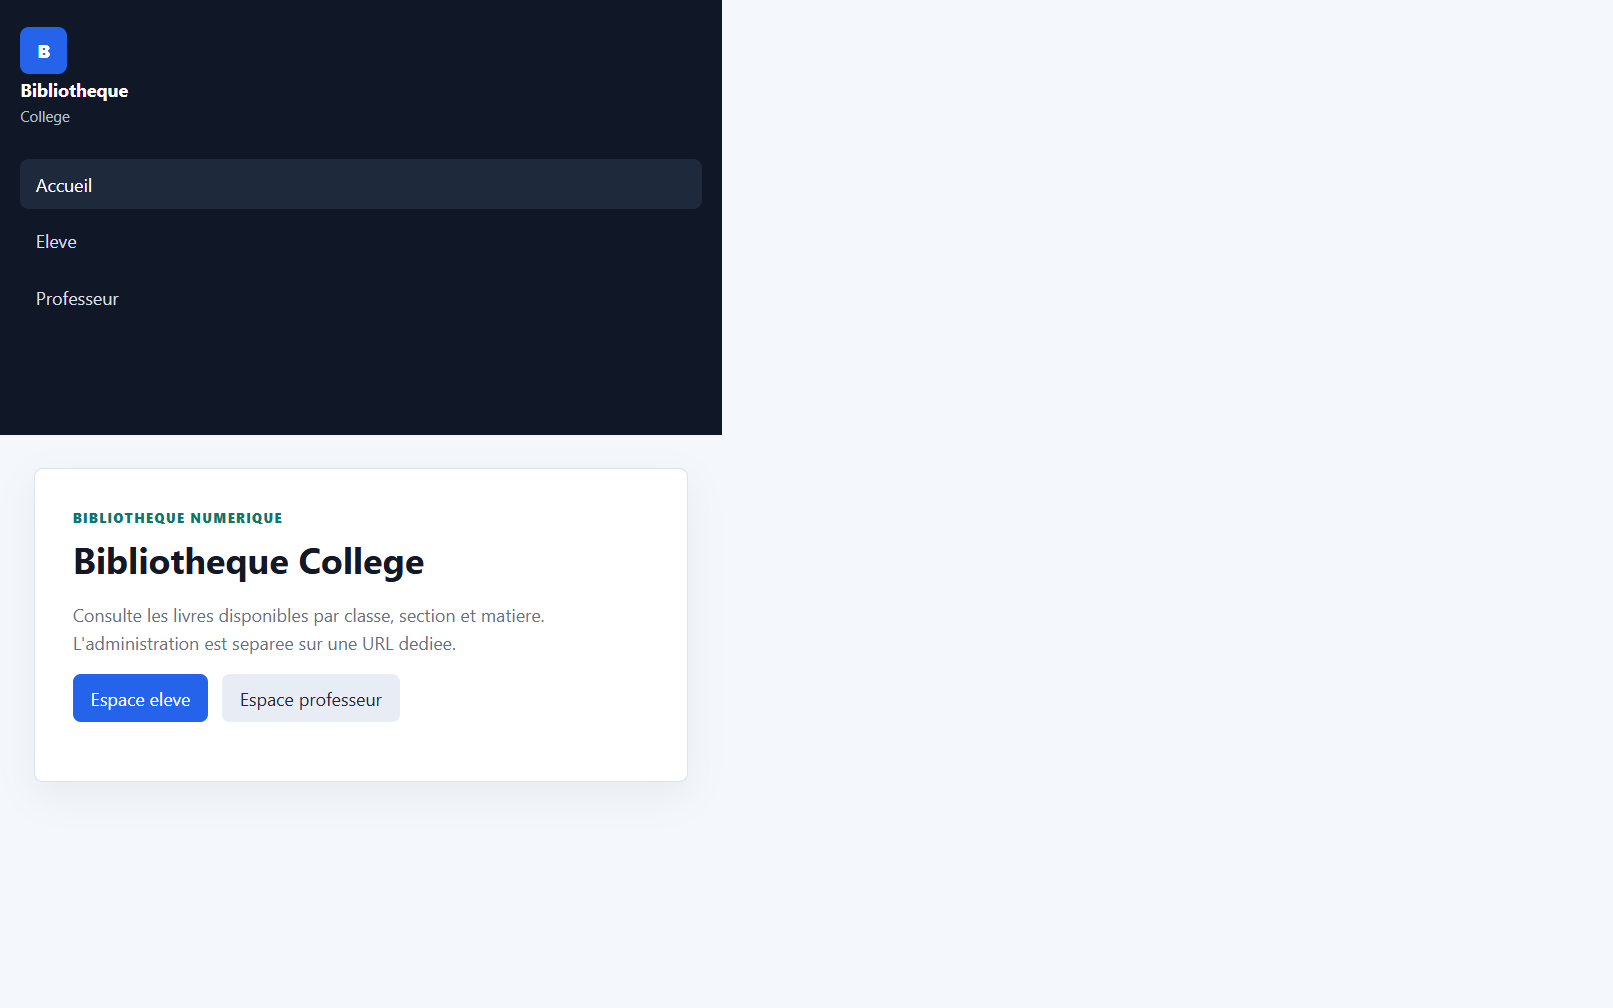 B
Bibliotheque
College
Accueil
Eleve
Professeur
BIBLIOTHEQUE NUMERIQUE
Bibliotheque College
Consulte les livres disponibles par classe, section et matiere.
L'administration est separee sur une URL dediee.
Espace eleve
Espace professeur